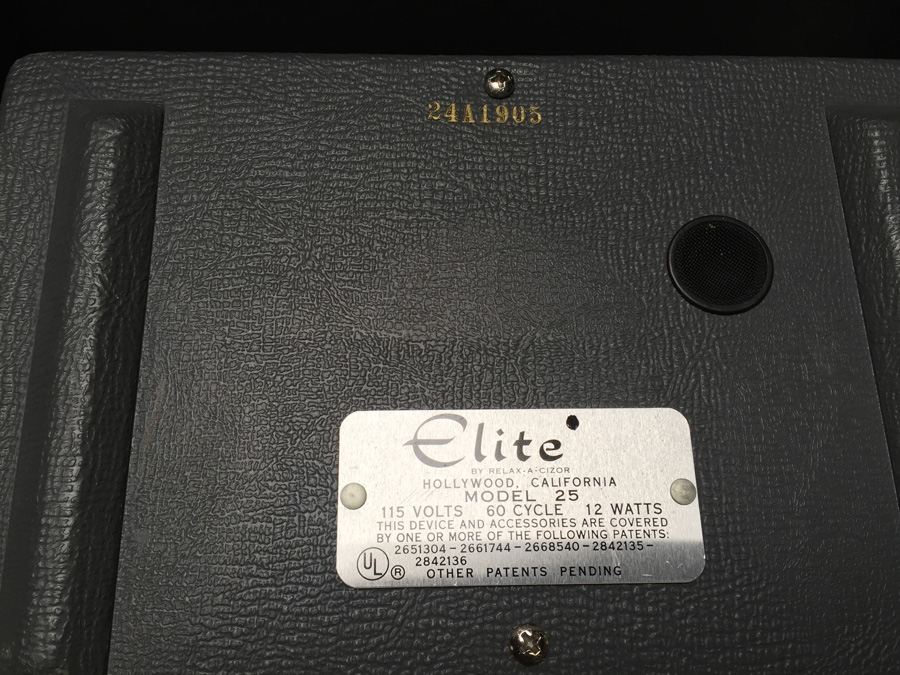 24A1905
Elite
BY RELAX-A-CIZOR
HOLLYWOOD, CALIFORNIA
MODEL 25
115 VOLTS 60 CYCLE 12 WATTS
THIS DEVICE AND ACCESSORIES ARE COVERED
BY ONE OR MORE OF THE FOLLOWING PATENTS:
2651304-2661744-2668540-2842135-
2842136
UL ®
OTHER PATENTS PENDING